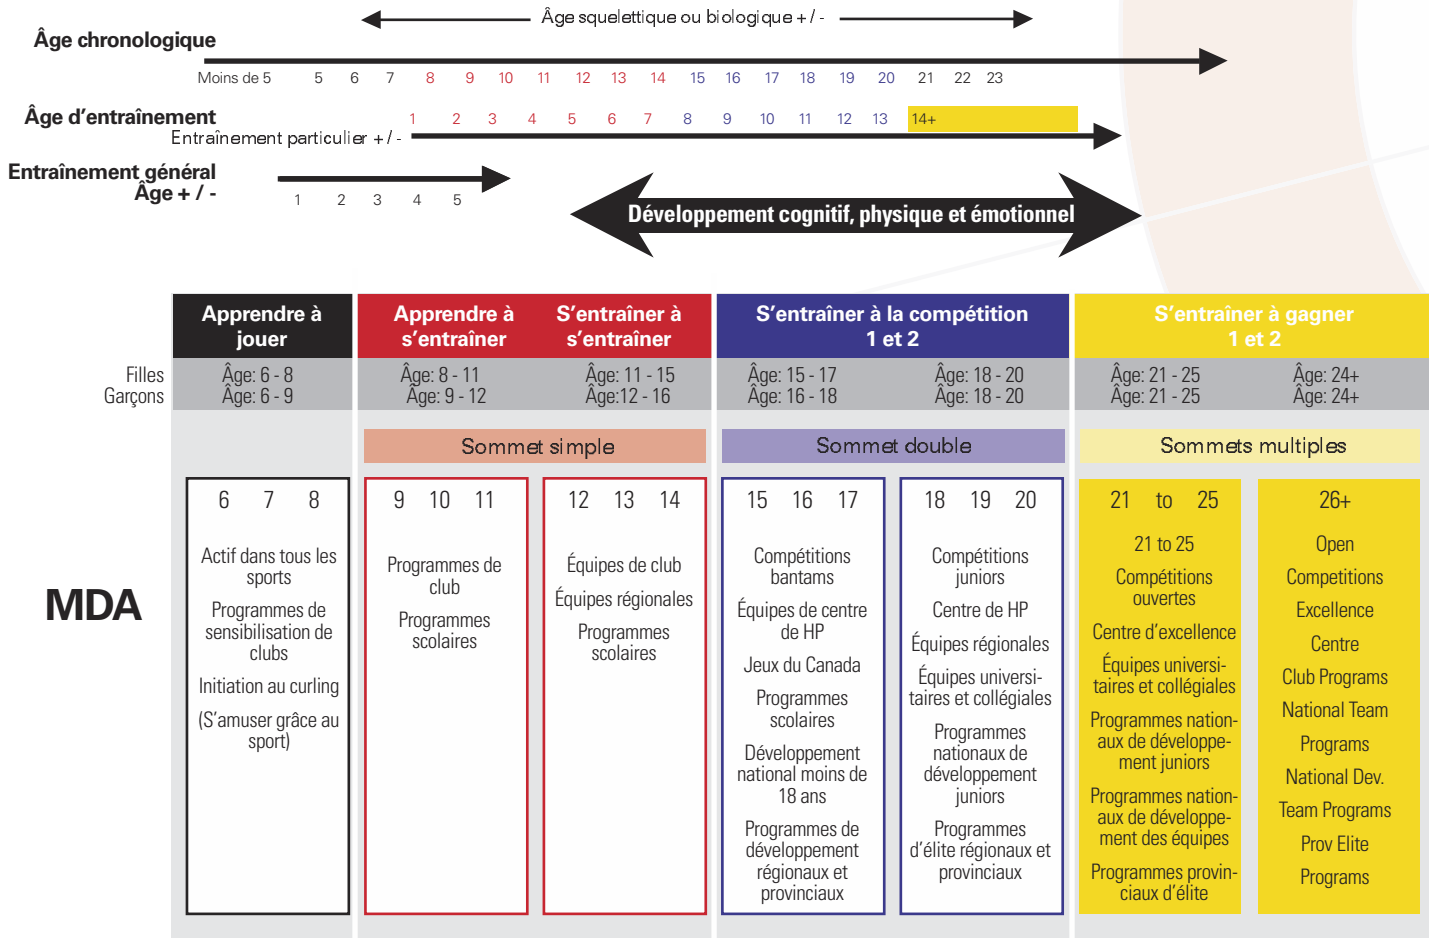 Âge squelettique ou biologique + / -
Âge chronologique
Moins de 5 5 6 7 8 9 10 11 12 13 14 15 16 17 18 19 20 21 22 23
Âge d’entraînement
1 2 3 4 5 6 7 8 9 10 11 12 13 14+
Entraînement particulier + / -
Entraînement général
Âge + / -
1 2 3 4 5
Développement cognitif, physique et émotionnel
Apprendre à
jouer
Apprendre à
s’entraîner
S’entraîner à
s’entraîner
S’entraîner à la compétition
1 et 2
S’entraîner à gagner
1 et 2
Filles
Garçons
Âge: 6 - 8
Âge: 6 - 9
Âge: 8 - 11
Âge: 9 - 12
Âge: 11 - 15
Âge:12 - 16
Âge: 15 - 17
Âge: 16 - 18
Âge: 18 - 20
Âge: 18 - 20
Âge: 21 - 25
Âge: 21 - 25
Âge: 24+
Âge: 24+
Sommet simple
Sommet double
Sommets multiples
MDA
6 7 8
Actif dans tous les
sports
Programmes de
sensibilisation de
clubs
Initiation au curling
(S’amuser grâce au
sport)
9 10 11
Programmes de
club
Programmes
scolaires
12 13 14
Équipes de club
Équipes régionales
Programmes
scolaires
15 16 17
Compétitions
bantams
Équipes de centre
de HP
Jeux du Canada
Programmes
scolaires
Développement
national moins de
18 ans
Programmes de
développement
régionaux et
provinciaux
18 19 20
Compétitions
juniors
Centre de HP
Équipes régionales
Équipes universi-
taires et collégiales
Programmes
nationaux de
développement
juniors
Programmes
d’élite régionaux et
provinciaux
21 to 25
21 to 25
Compétitions
ouvertes
Centre d’excellence
Équipes universi-
taires et collégiales
Programmes nation-
aux de développe-
ment juniors
Programmes nation-
aux de développe-
ment des équipes
Programmes provin-
ciaux d’élite
26+
Open
Competitions
Excellence
Centre
Club Programs
National Team
Programs
National Dev.
Team Programs
Prov Elite
Programs